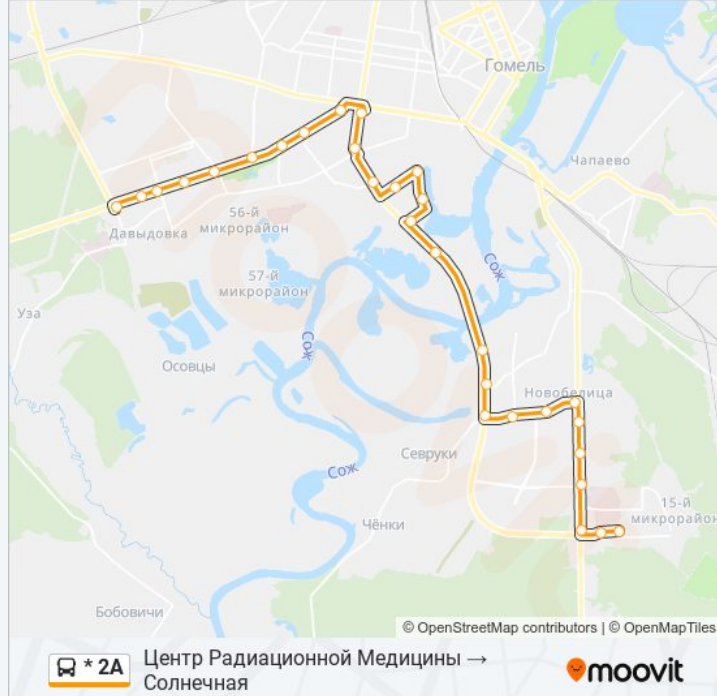 Гомель
Чапаево
56-й
микрорайон
Давыдовка
57-й
микрорайон
Сож
Уза
Сож
Осовцы
Новобелица
Севруки
Сож
15-й
микрорайон
Чёнки
Бобовичи
© OpenStreetMap contributors | © OpenMapTiles
* 2А Центр Радиационной Медицины →
Солнечная
moovit